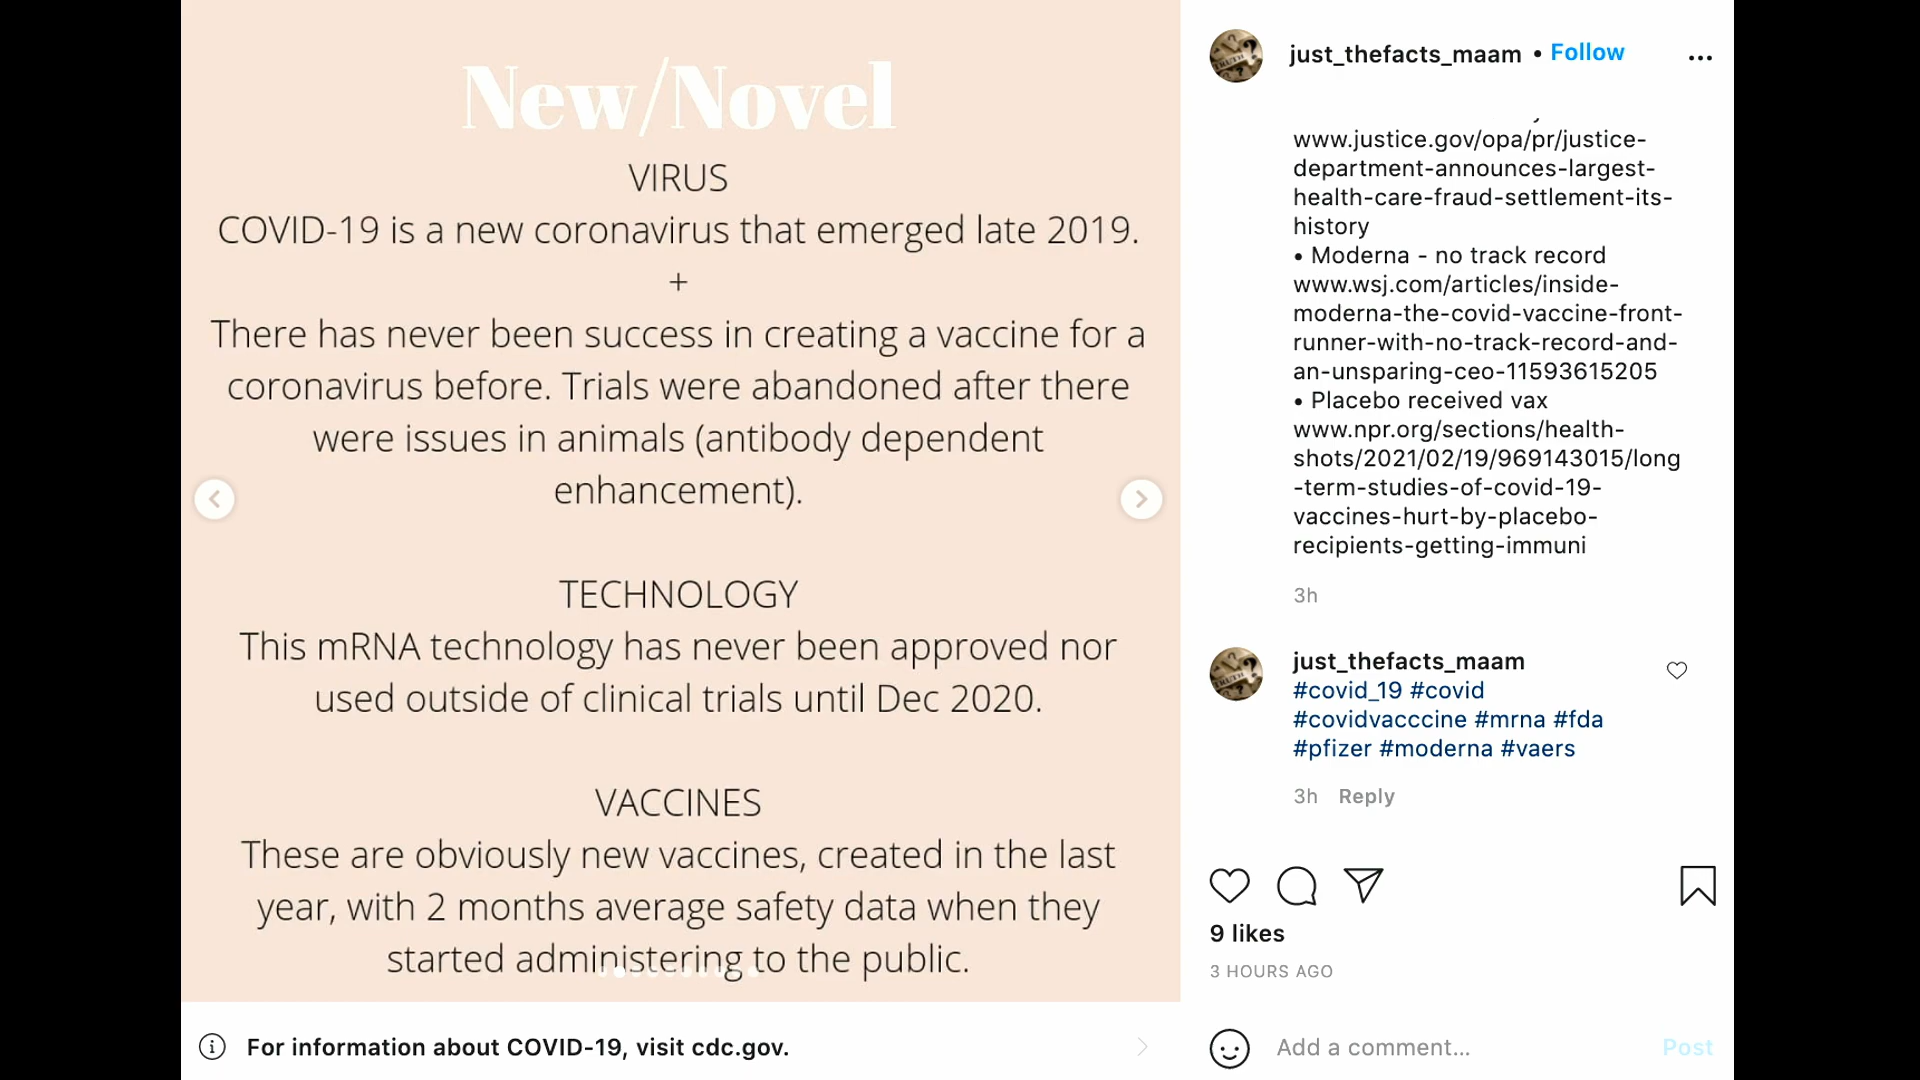 New/Novel
VIRUS
COVID-19 is a new coronavirus that emerged late 2019.
+
There has never been success in creating a vaccine for a
coronavirus before. Trials were abandoned after there
were issues in animals (antibody dependent
enhancement).
TECHNOLOGY
This mRNA technology has never been approved nor
used outside of clinical trials until Dec 2020.
VACCINES
These are obviously new vaccines, created in the last
year, with 2 months average safety data when they
started administering to the public.
For information about COVID-19, visit cdc.gov.
just_thefacts_maam • Follow
www.justice.gov/opa/pr/justice-
department-announces-largest-
health-care-fraud-settlement-its-
history
• Moderna - no track record
www.wsj.com/articles/inside-
moderna-the-covid-vaccine-front-
runner-with-no-track-record-and-
an-unsparing-ceo-11593615205
• Placebo received vax
www.npr.org/sections/health-
shots/2021/02/19/969143015/long
-term-studies-of-covid-19-
vaccines-hurt-by-placebo-
recipients-getting-immuni
3h
just_thefacts_maam
#covid_19 #covid
#covidvacccine #mrna #fda
#pfizer #moderna #vaers
3h Reply
9 likes
3 HOURS AGO
Add a comment... Post